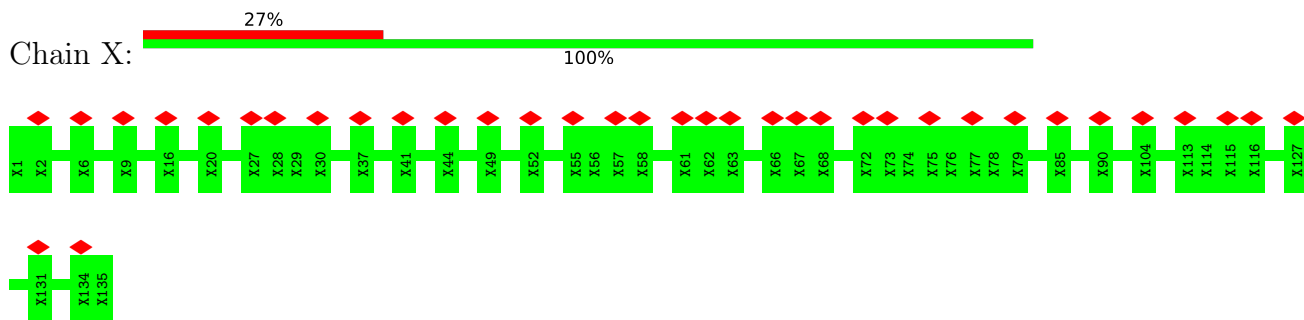 27%
Chain X:
100%
X1 X2 X6 X9 X16 X20 X27 X28 X29 X30 X37 X41 X44 X49 X52 X55 X56 X57 X58 X61 X62 X63 X66 X67 X68 X72 X73 X74 X75 X76 X77 X78 X79 X85 X90 X104 X113 X114 X115 X116 X127
X131 X134 X135